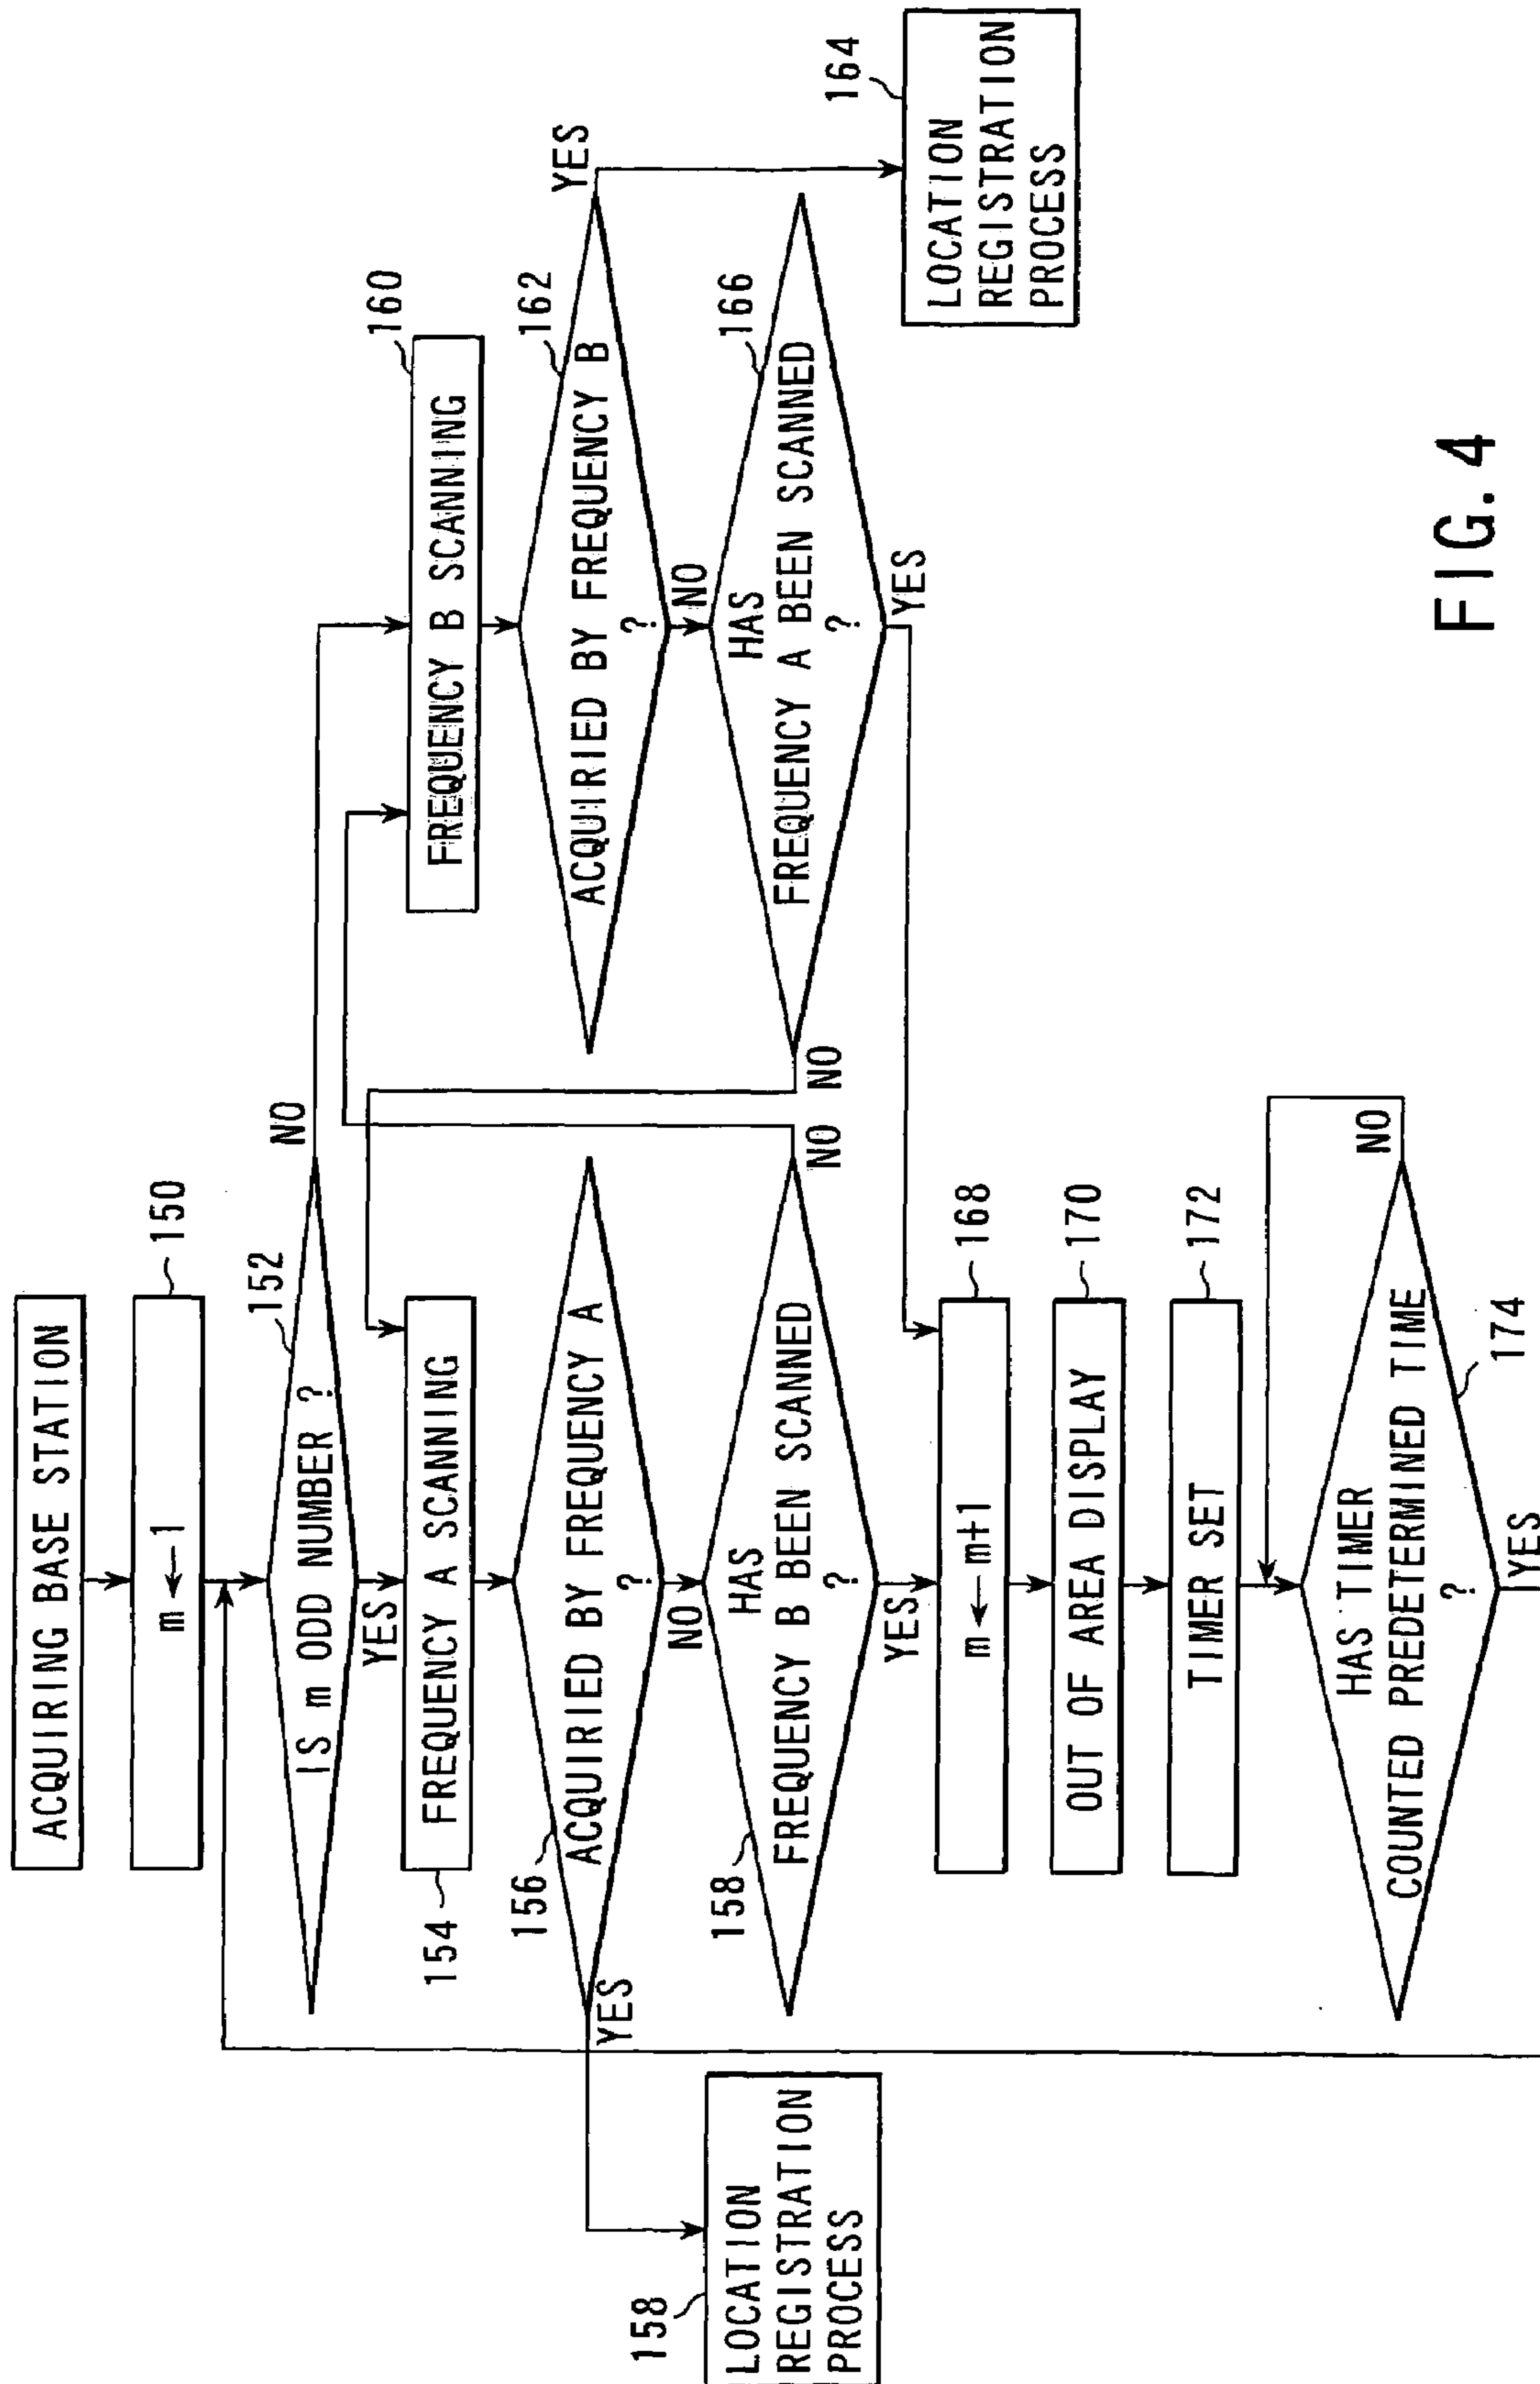 ACQUIRING BASE STATION
m ← 1
150
IS m ODD NUMBER ?
152
NO
YES
FREQUENCY A SCANNING
154
FREQUENCY B SCANNING
160
156
ACQUIRIED BY FREQUENCY A
?
YES
NO
162
ACQUIRIED BY FREQUENCY B
?
YES
NO
158
LOCATION
REGISTRATION
PROCESS
158
HAS
FREQUENCY B BEEN SCANNED
?
NO
YES
166
HAS
FREQUENCY A BEEN SCANNED
?
NO
YES
164
LOCATION
REGISTRATION
PROCESS
m ← m+1
168
OUT OF AREA DISPLAY
170
TIMER SET
172
HAS TIMER
COUNTED PREDETERMINED TIME
?
NO
174
YES
FIG. 4